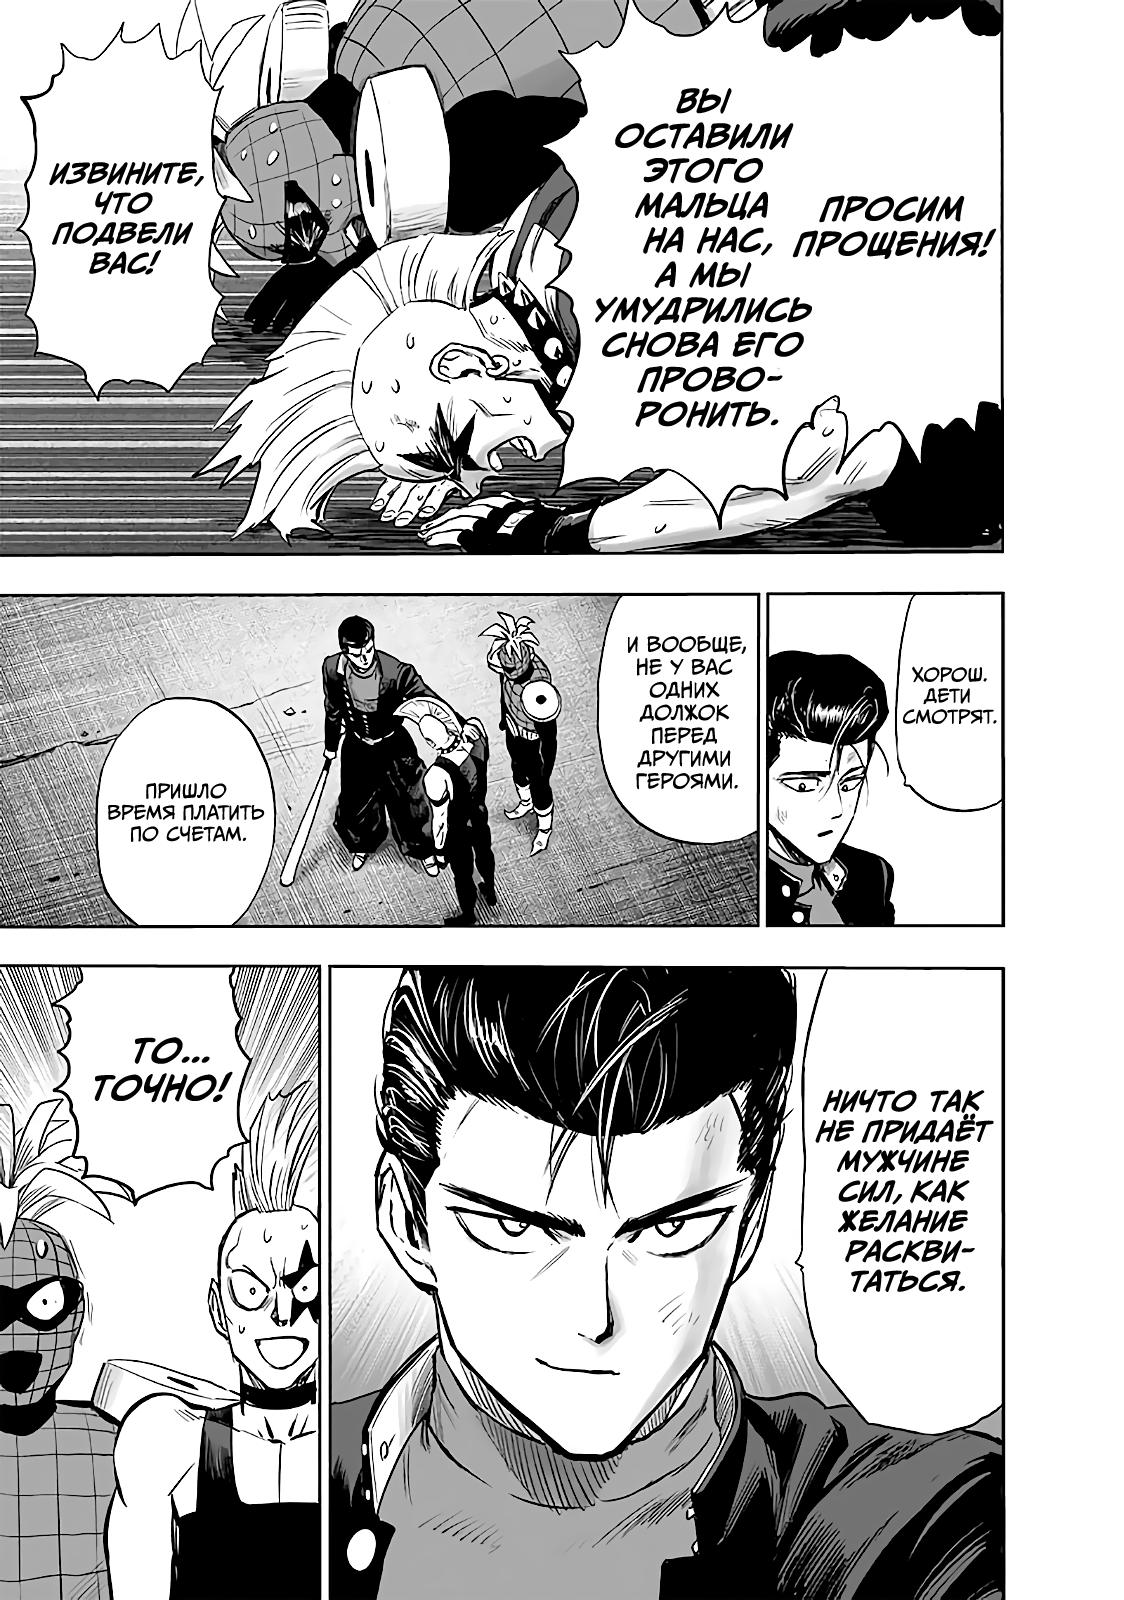 ПРОСИМ
ПРОЩЕНИЯ!
ВЫ
ОСТАВИЛИ
ЭТОГО
МАЛЬЦА
НА НАС,
А МЫ
УМУДРИЛИСЬ
СНОВА ЕГО
ПРОВО-
РОНИТЬ.
ИЗВИНИТЕ,
ЧТО
ПОДВЕЛИ
ВАС!
ХОРОШ.
ДЕТИ
СМОТРЯТ.
И ВООБЩЕ,
НЕ У ВАС
ОДНИХ
ДОЛЖОК
ПЕРЕД
ДРУГИМИ
ГЕРОЯМИ.
ПРИШЛО
ВРЕМЯ ПЛАТИТЬ
ПО СЧЕТАМ.
НИЧТО ТАК
НЕ ПРИДАЁТ
МУЖЧИНЕ
СИЛ, КАК
ЖЕЛАНИЕ
РАСКВИ-
ТАТЬСЯ.
ТО...
ТОЧНО!